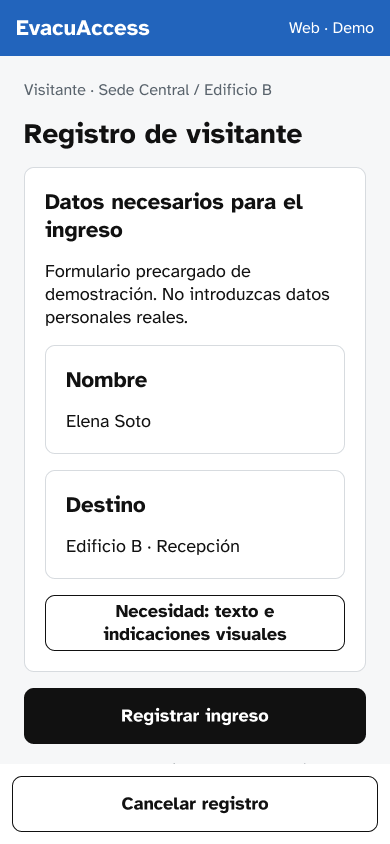 EvacuAccess
Web · Demo
Visitante · Sede Central / Edificio B
Registro de visitante
Datos necesarios para el
ingreso
Formulario precargado de
demostración. No introduzcas datos
personales reales.
Nombre
Elena Soto
Destino
Edificio B · Recepción
Necesidad: texto e
indicaciones visuales
Registrar ingreso
Cancelar registro